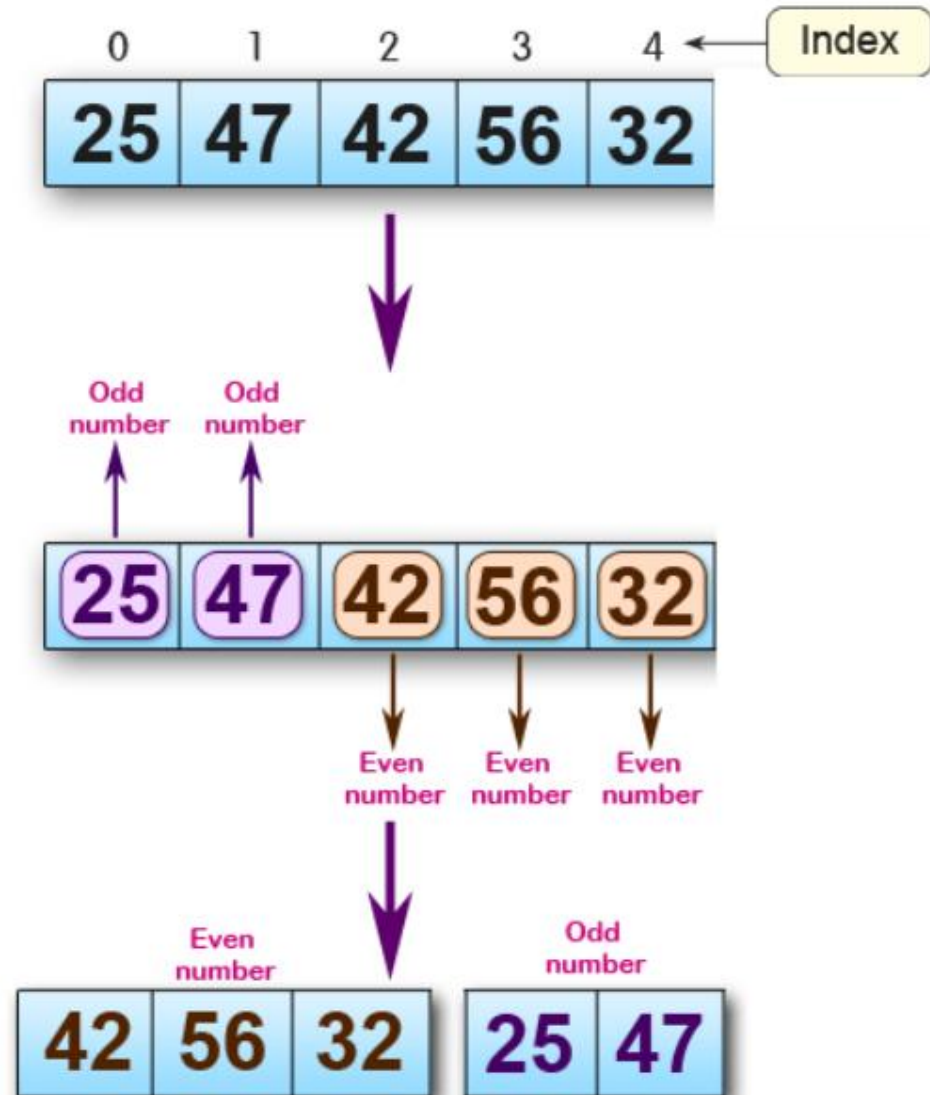 0 1 2 3 4 Index
25 47 42 56 32
Odd Odd
number number
25 47 42 56 32
Even Even Even
number number number
Even
number
Odd
number
42 56 32 25 47